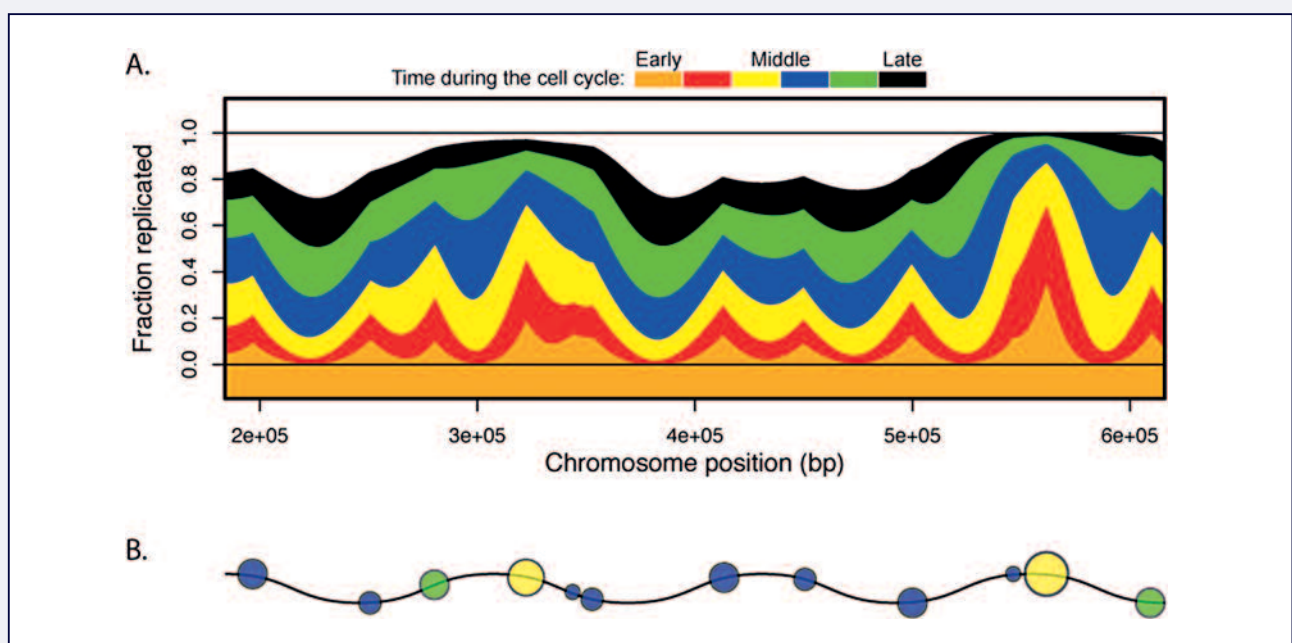 A.
Early Middle Late
Time during the cell cycle:
Fraction replicated
1.0
0.8
0.6
0.4
0.2
0.0
2e+05 3e+05 4e+05 5e+05 6e+05
Chromosome position (bp)
B.